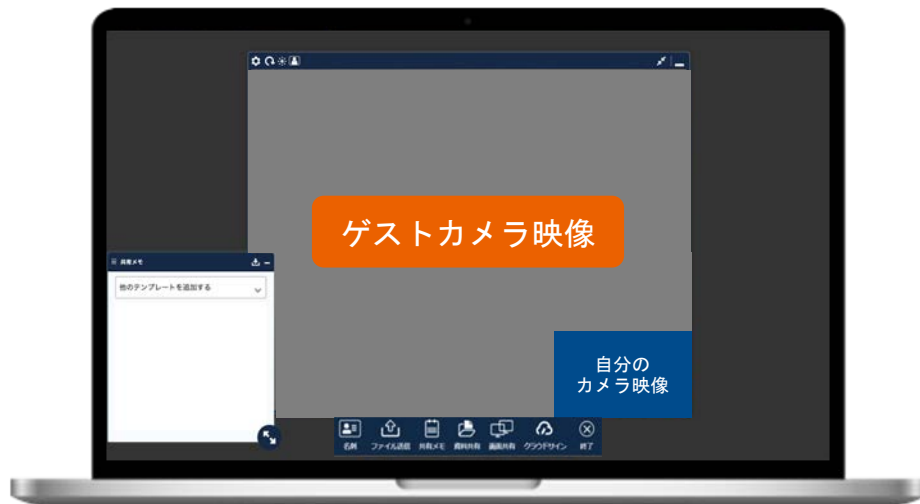 ゲストカメラ映像
共有メモ
他のテンプレートを追加する
自分の
カメラ映像
名刺
ファイル送信
共有メモ
資料共有
画面共有
クラウドサイン
終了